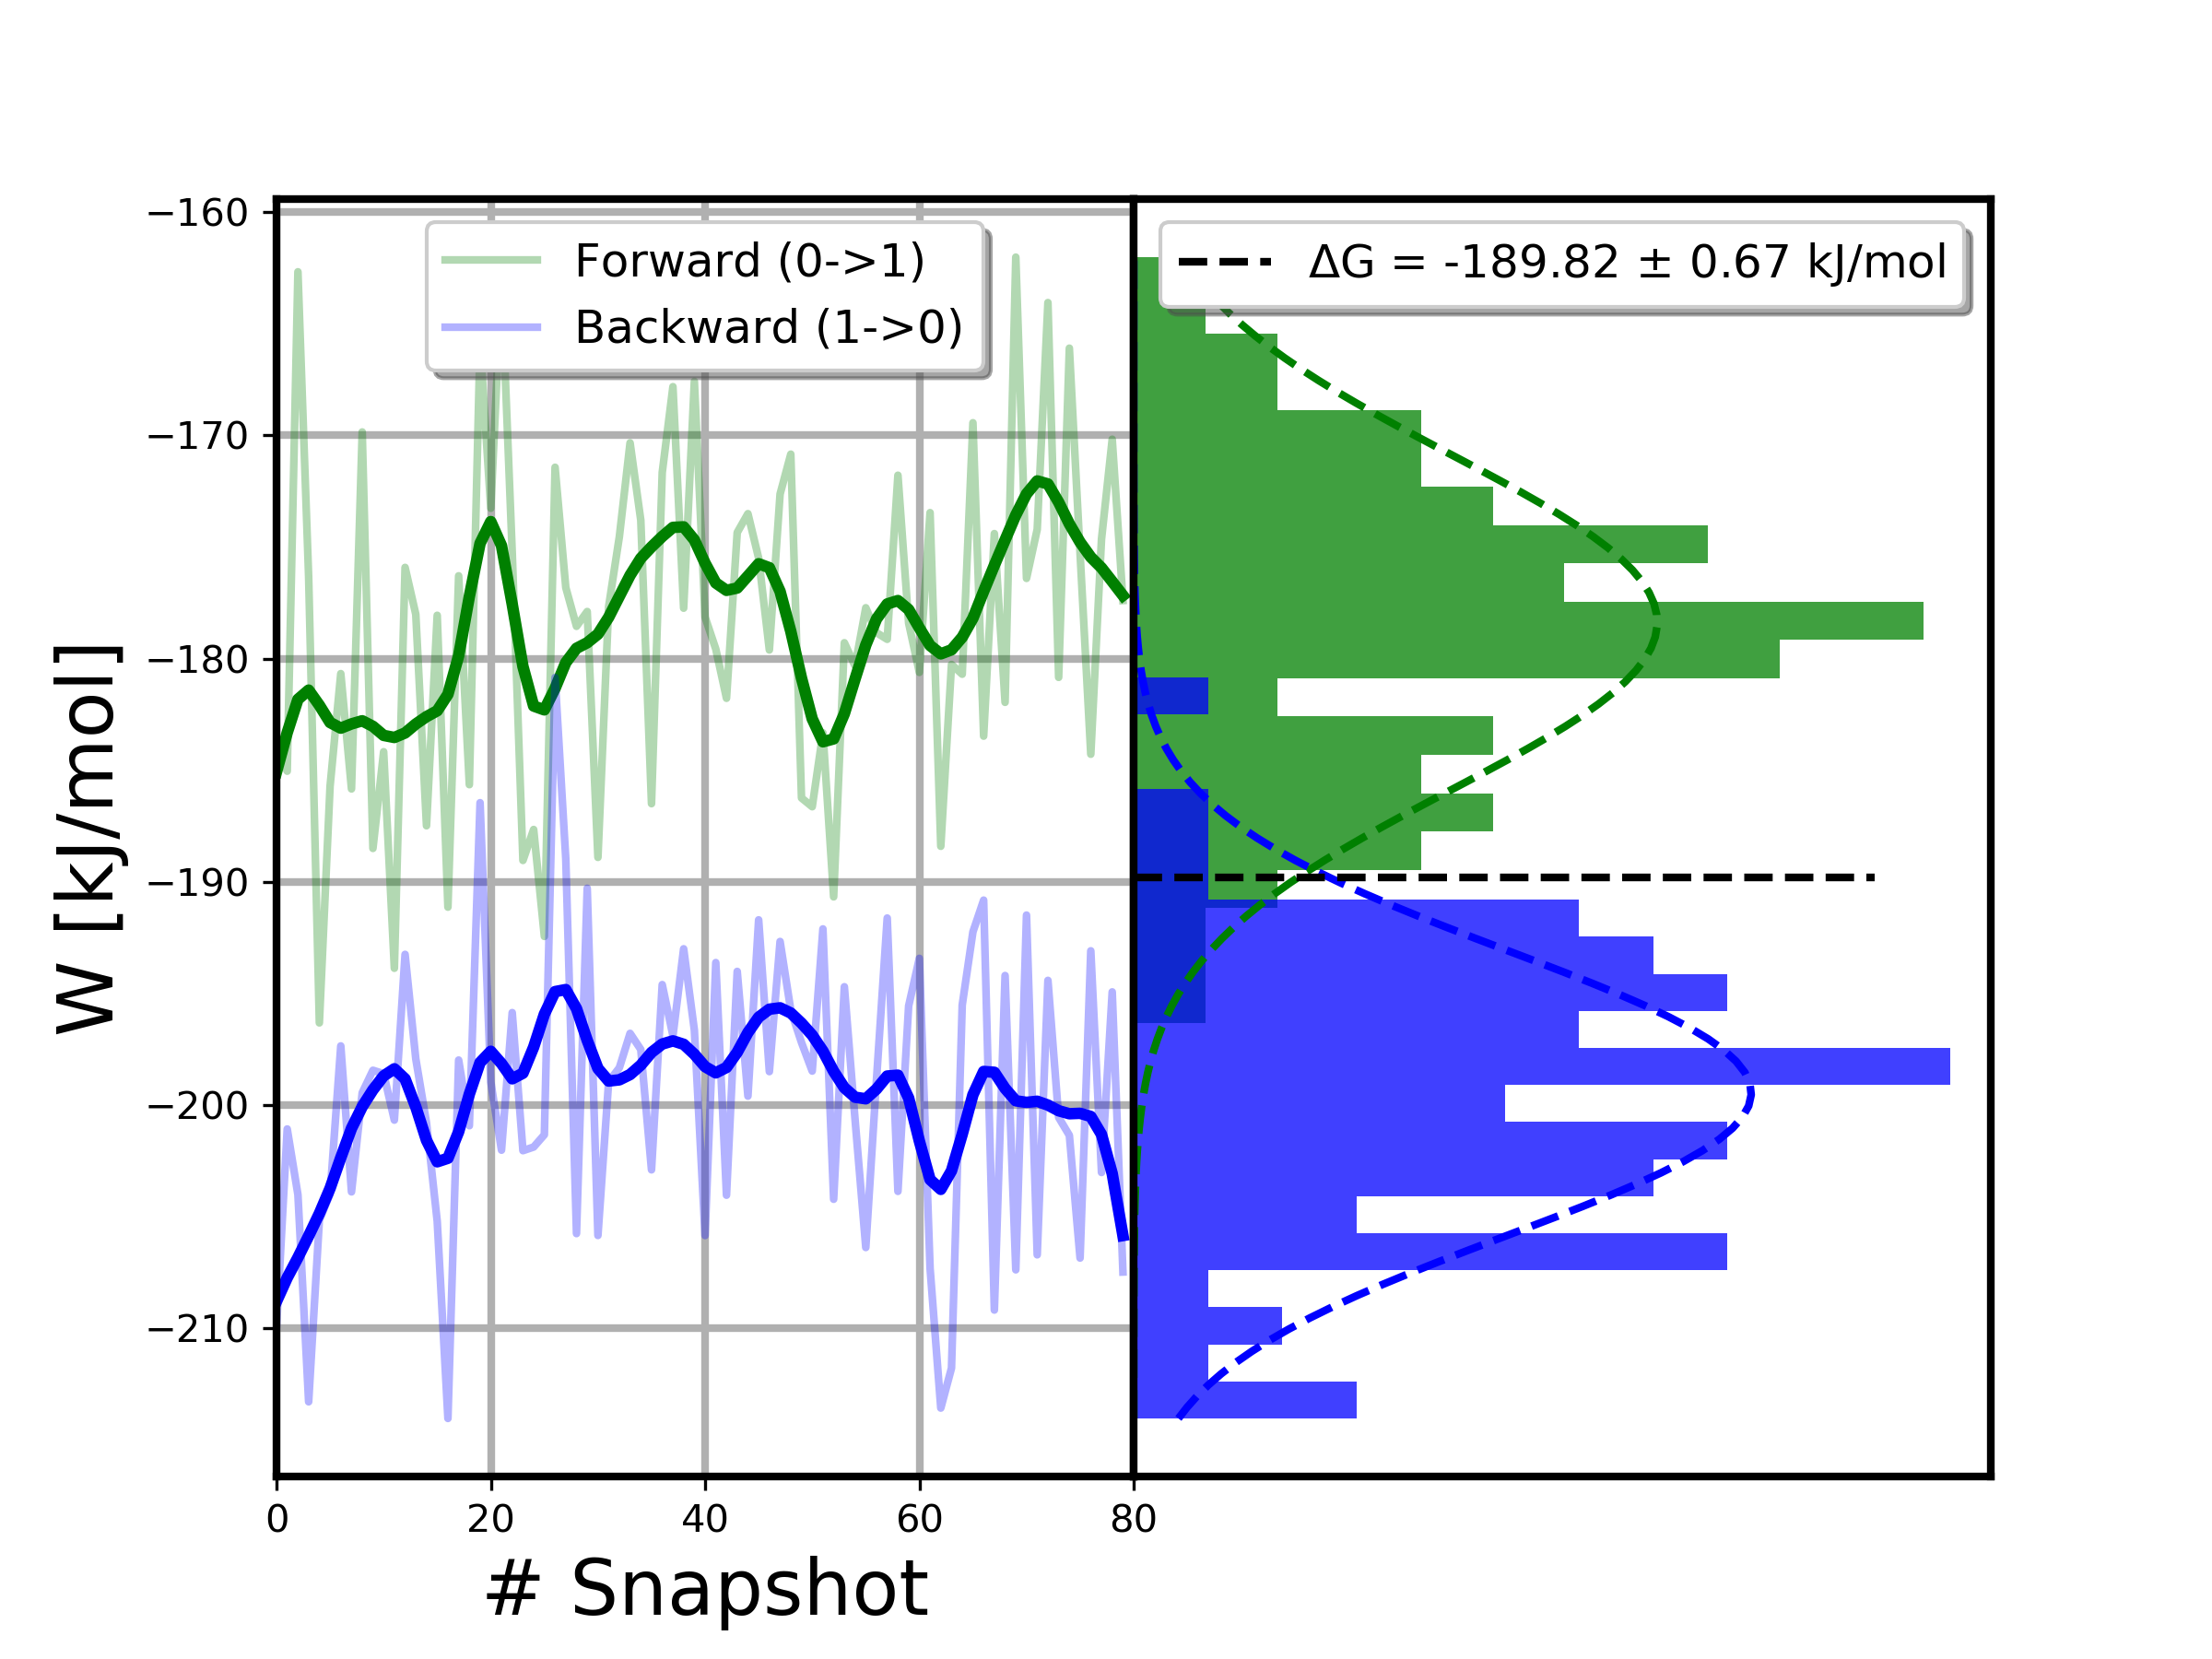 Forward (0->1)
Backward (1->0)
ΔG = -189.82 ± 0.67 kJ/mol
−160
−170
−180
−190
−200
−210
W [kJ/mol]
0 20 40 60 80
# Snapshot